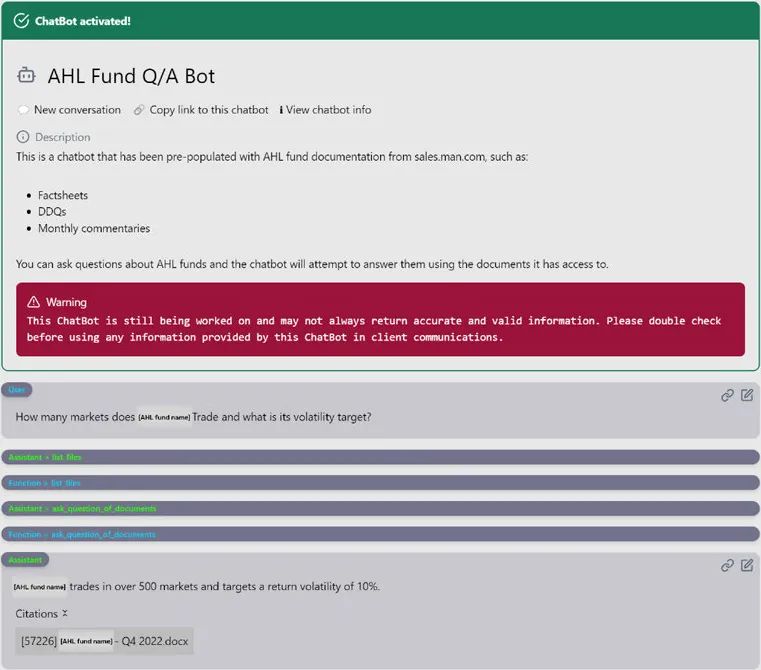 ChatBot activated!
AHL Fund Q/A Bot
New conversation Copy link to this chatbot i View chatbot info
Description
This is a chatbot that has been pre-populated with AHL fund documentation from sales.man.com, such as:
• Factsheets
• DDQs
• Monthly commentaries
You can ask questions about AHL funds and the chatbot will attempt to answer them using the documents it has access to.
Warning
This ChatBot is still being worked on and may not always return accurate and valid information. Please double check
before using any information provided by this ChatBot in client communications.
User
How many markets does [AHL fund name] Trade and what is its volatility target?
Assistant > list_files
Function > list_files
Assistant > ask_question_of_documents
Function > ask_question_of_documents
Assistant
[AHL fund name] trades in over 500 markets and targets a return volatility of 10%.
Citations
[57226] [AHL fund name] - Q4 2022.docx